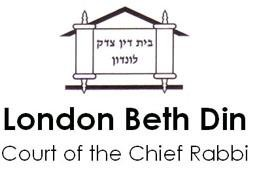 בית דין צדק
לונדון
London Beth Din
Court of the Chief Rabbi